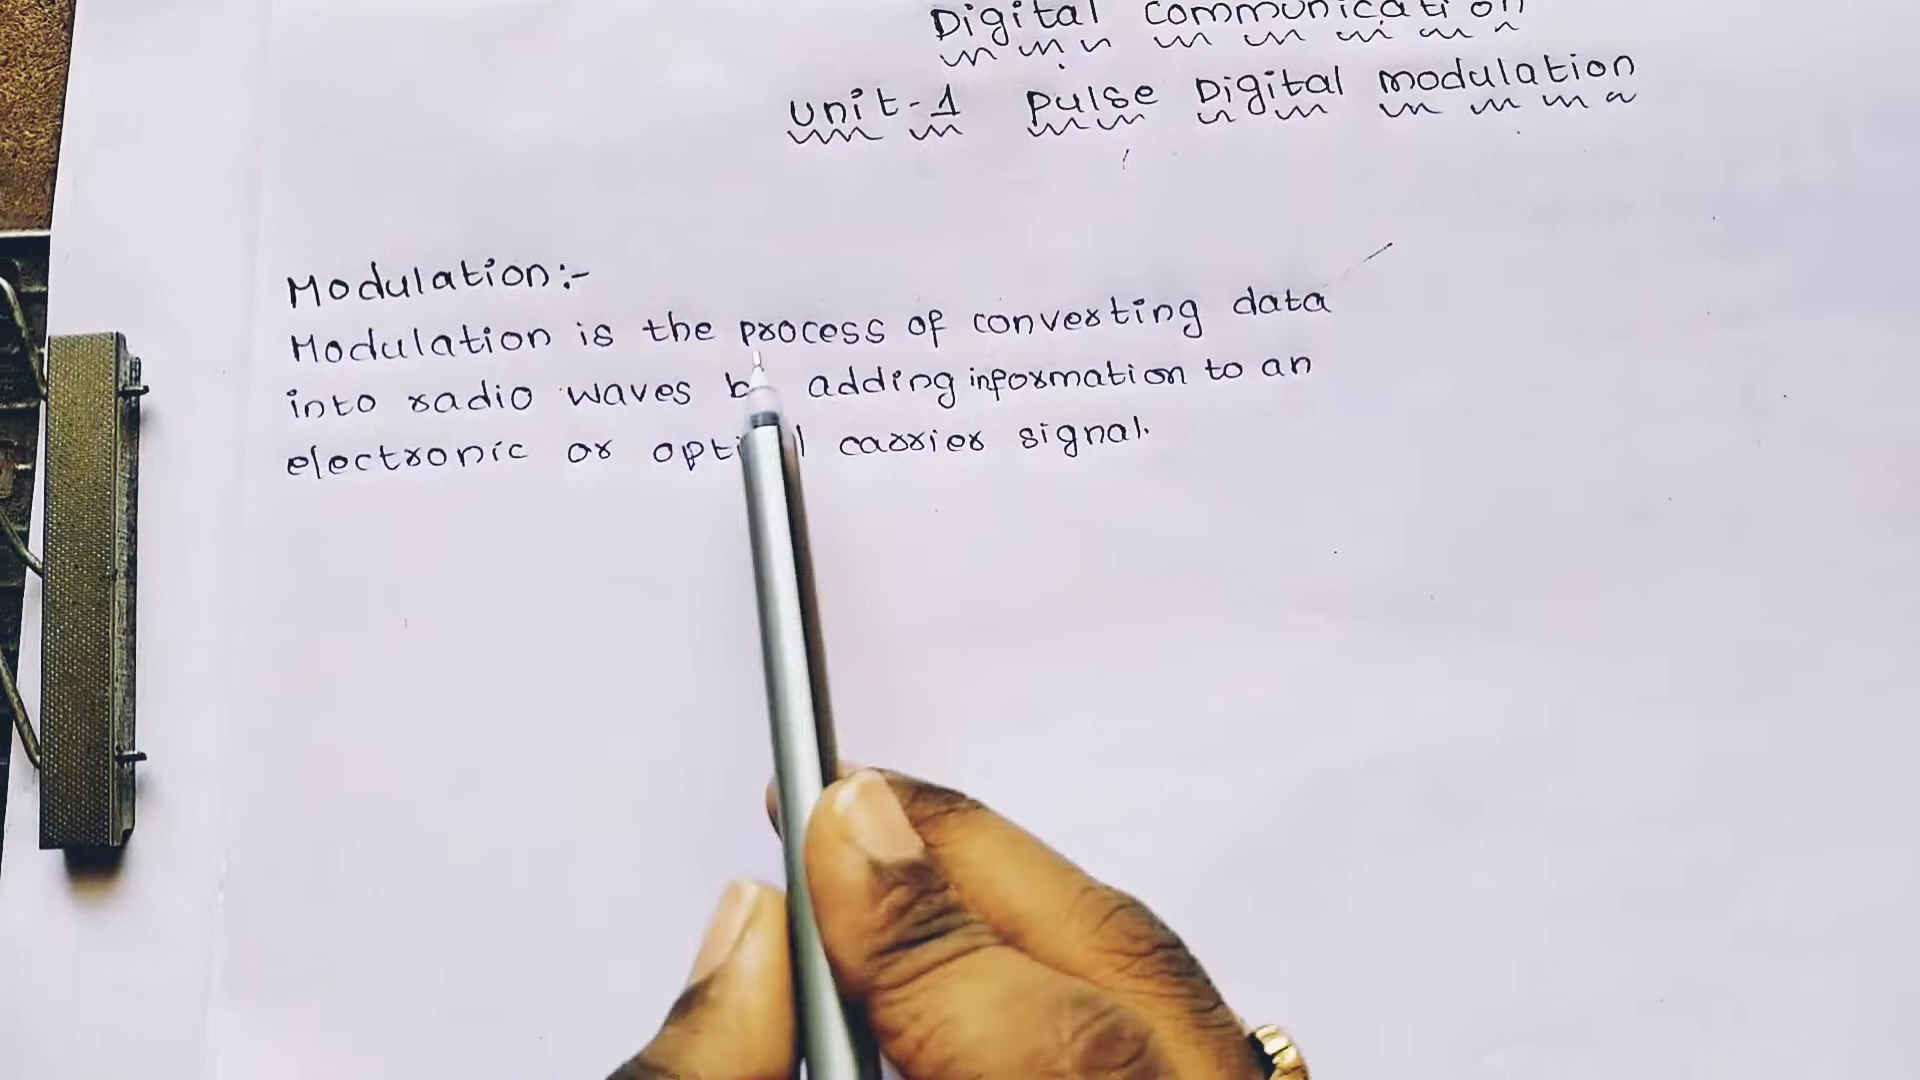 Digital Communication
Unit-1 Pulse Digital modulation
Modulation:-
Modulation is the process of converting data
into radio waves adding information to an
electronic or carrier signal.